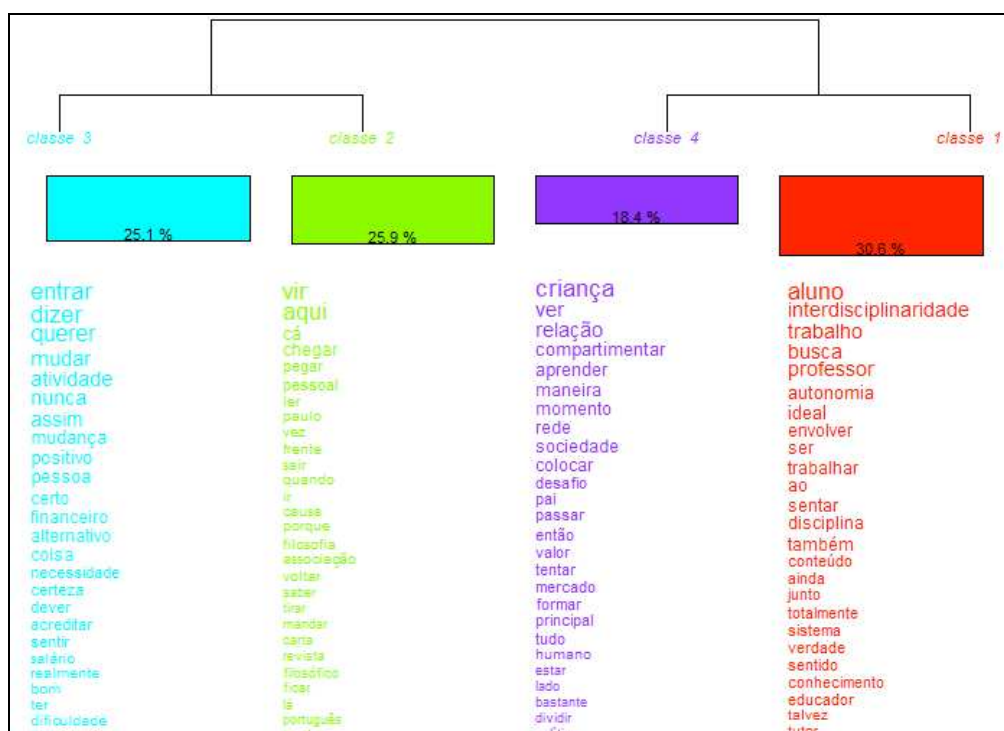 classe 3
classe 2
classe 4
classe 1
25.1 %
25.9 %
18.4 %
30.6 %
entrar
dizer
querer
mudar
atividade
nunca
assim
mudança
positivo
pessoa
certo
financeiro
alternativo
coisa
necessidade
certeza
dever
acreditar
sentir
salário
realmente
bom
ter
dificuldade
vir
aqui
cá
chegar
pegar
pessoal
ler
paulo
vez
frente
sair
quando
ir
causa
porque
filosofia
associação
voltar
saber
tirar
mandar
carta
revista
filosófico
ficar
lá
português
criança
ver
relação
compartimentar
aprender
maneira
momento
rede
sociedade
colocar
desafio
pai
passar
então
valor
tentar
mercado
formar
principal
tudo
humano
estar
lado
bastante
dividir
aluno
interdisciplinaridade
trabalho
busca
professor
autonomia
ideal
envolver
ser
trabalhar
ao
sentar
disciplina
também
conteúdo
ainda
junto
totalmente
sistema
verdade
sentido
conhecimento
educador
talvez